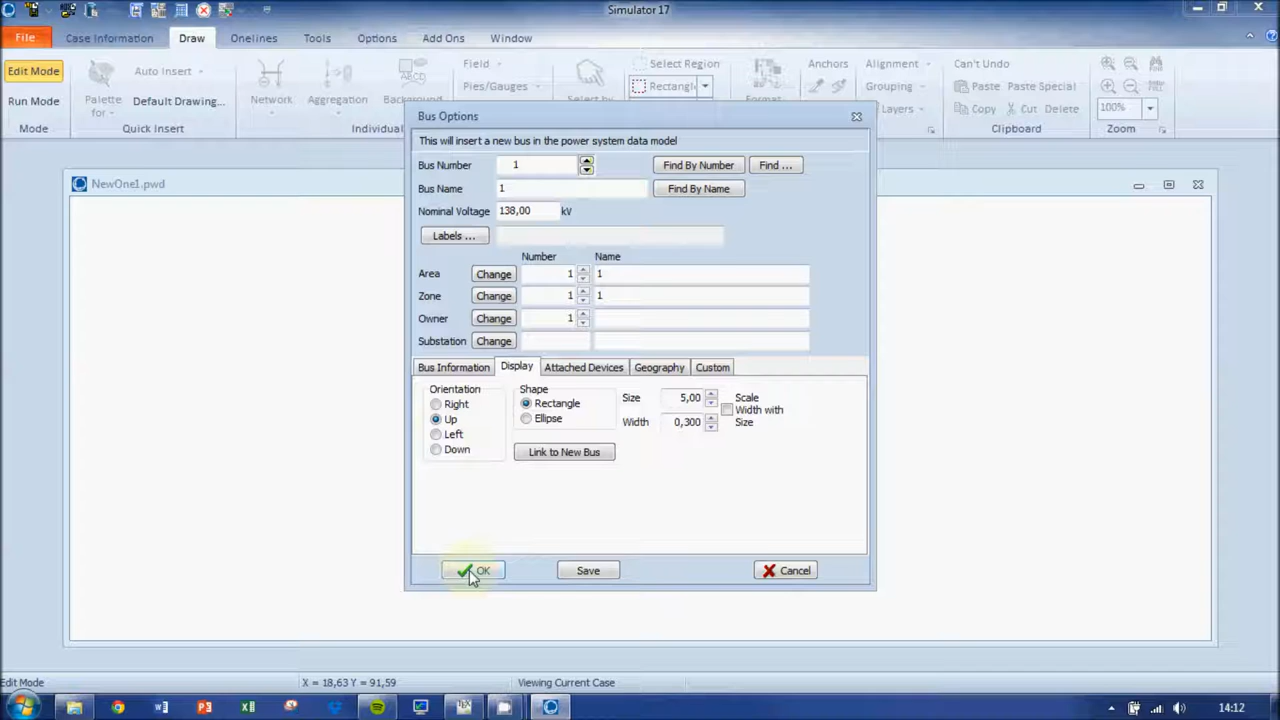 Simulator 17
File Case Information Draw Onelines Tools Options Add Ons Window
Edit Mode
Run Mode
Mode
Palette for
Auto Insert
Default Drawing...
Quick Insert
Network
Aggregation
Background
Individual
Field
Pies/Gauges
Select by
Select Region
Rectangl
Format
Anchors
Alignment
Grouping
Layers
Can't Undo
Paste Paste Special
Copy Cut Delete
Clipboard
100%
Zoom
NewOne1.pwd
Bus Options
This will insert a new bus in the power system data model
Bus Number 1 Find By Number Find ...
Bus Name 1 Find By Name
Nominal Voltage 138,00 kV
Labels ...
Number Name
Area Change 1 1
Zone Change 1 1
Owner Change 1
Substation Change
Bus Information Display Attached Devices Geography Custom
Orientation
Right
Up
Left
Down
Shape
Rectangle
Ellipse
Link to New Bus
Size 5,00
Width 0,300
Scale
Width with
Size
OK Save Cancel
Edit Mode X = 18,63 Y = 91,59 Viewing Current Case
14:12